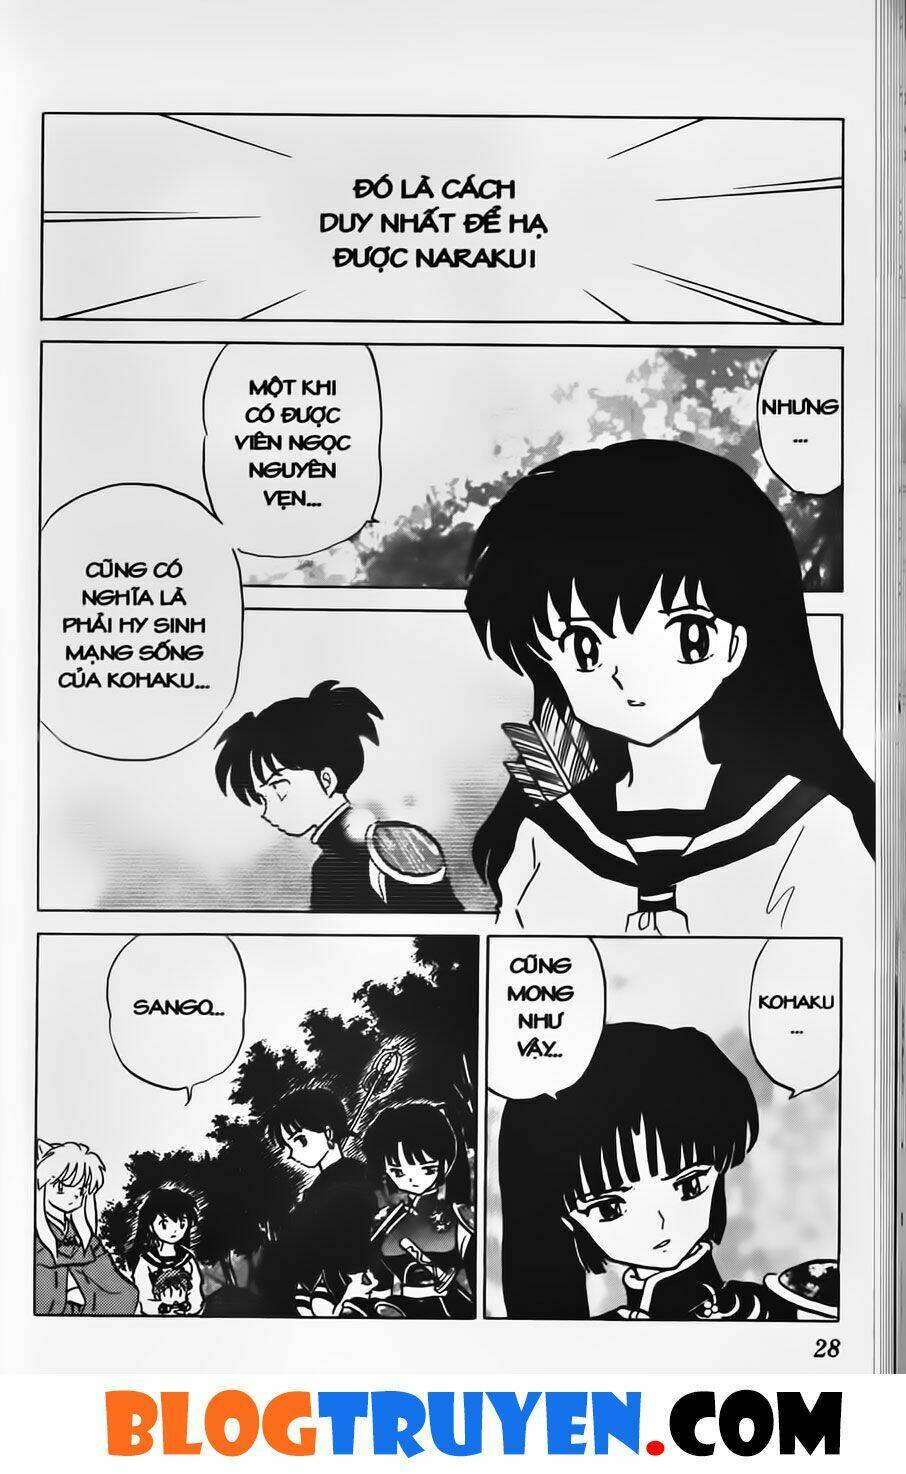 ĐÓ LÀ CÁCH
DUY NHẤT ĐỂ HẠ
ĐƯỢC NARAKU!
NHƯNG
...
MỘT KHI
CÓ ĐƯỢC
VIÊN NGỌC
NGUYÊN
VẸN...
CŨNG CÓ
NGHĨA LÀ
PHẢI HY SINH
MẠNG SỐNG
CỦA KOHAKU...
SANGO...
KOHAKU
...
CŨNG
MONG
NHƯ
VẬY...
28
BLOGTRUYEN.COM